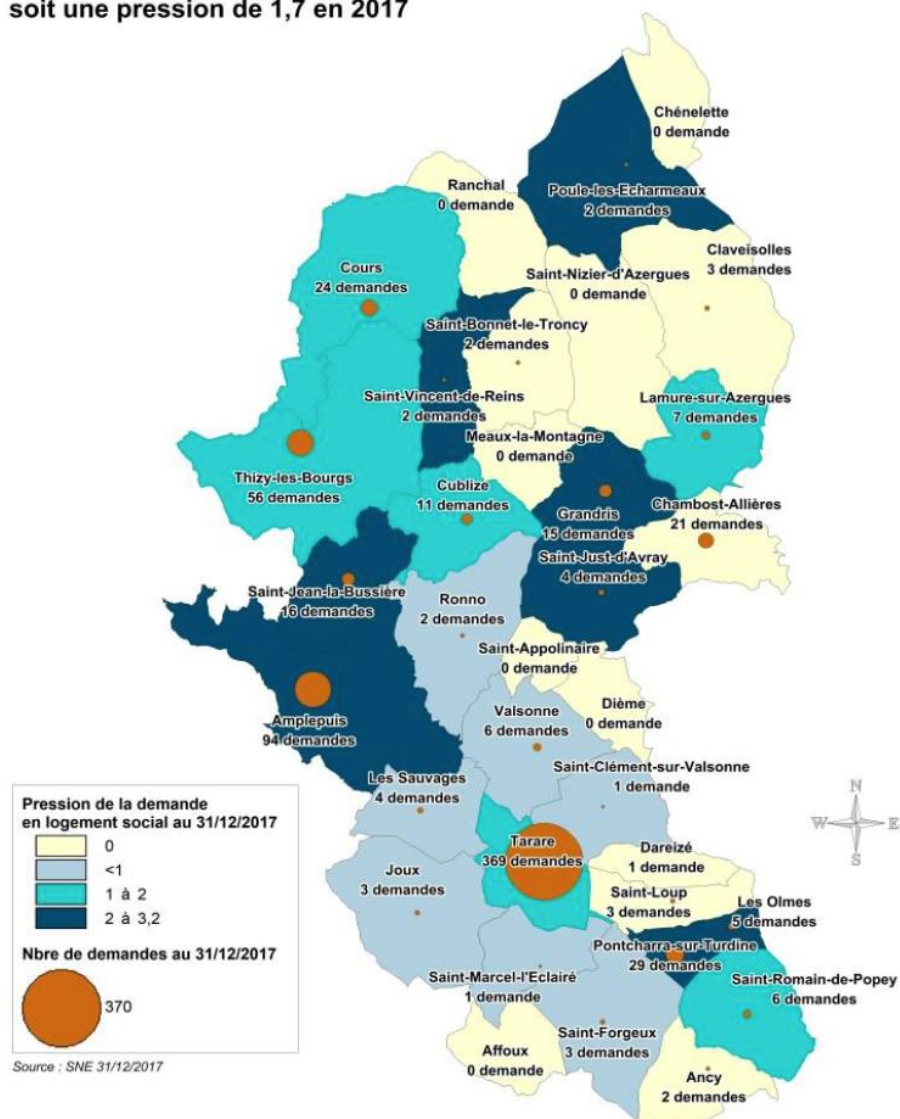 soit une pression de 1,7 en 2017
Chénelette
0 demande
Ranchal
0 demande
Poule-les-Echarmeaux
2 demandes
Claveisolles
3 demandes
Cours
24 demandes
Saint-Nizier-d'Azergues
0 demande
Saint-Bonnet-le-Troncy
2 demandes
Saint-Vincent-de-Reins
2 demandes
Lamure-sur-Azergues
7 demandes
Meaux-la-Montagne
0 demande
Thizy-les-Bourgs
56 demandes
Cublize
11 demandes
Grandris
15 demandes
Chambost-Allières
21 demandes
Saint-Just-d'Avray
4 demandes
Saint-Jean-la-Bussière
16 demandes
Ronno
2 demandes
Saint-Appolinaire
0 demande
Valsonne
6 demandes
Dième
0 demande
Amplepuis
94 demandes
Saint-Clément-sur-Valsonne
1 demande
Les Sauvages
4 demandes
Tarare
369 demandes
Dareizé
1 demande
Joux
3 demandes
Saint-Loup
3 demandes
Les Olmes
5 demandes
Pontcharra-sur-Turdine
29 demandes
Saint-Marcel-l'Eclairé
1 demande
Saint-Romain-de-Popey
6 demandes
Saint-Forgeux
3 demandes
Affoux
0 demande
Ancy
2 demandes
N
W
E
S
Pression de la demande
en logement social au 31/12/2017
0
<1
1 à 2
2 à 3,2
Nbre de demandes au 31/12/2017
370
Source : SNE 31/12/2017